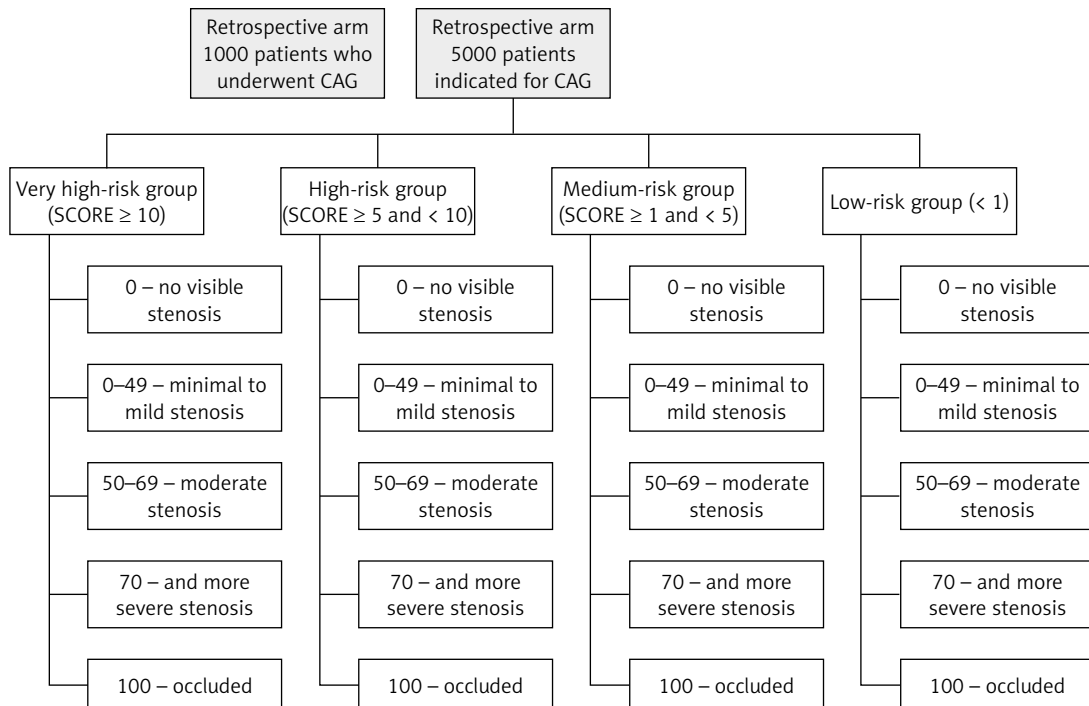 Retrospective arm
1000 patients who
underwent CAG
Retrospective arm
5000 patients
indicated for CAG
Very high-risk group
(SCORE ≥ 10)
High-risk group
(SCORE ≥ 5 and < 10)
Medium-risk group
(SCORE ≥ 1 and < 5)
Low-risk group (< 1)
0 – no visible
stenosis
0 – no visible
stenosis
0 – no visible
stenosis
0 – no visible
stenosis
0–49 – minimal to
mild stenosis
0–49 – minimal to
mild stenosis
0–49 – minimal to
mild stenosis
0–49 – minimal to
mild stenosis
50–69 – moderate
stenosis
50–69 – moderate
stenosis
50–69 – moderate
stenosis
50–69 – moderate
stenosis
70 – and more
severe stenosis
70 – and more
severe stenosis
70 – and more
severe stenosis
70 – and more
severe stenosis
100 – occluded
100 – occluded
100 – occluded
100 – occluded